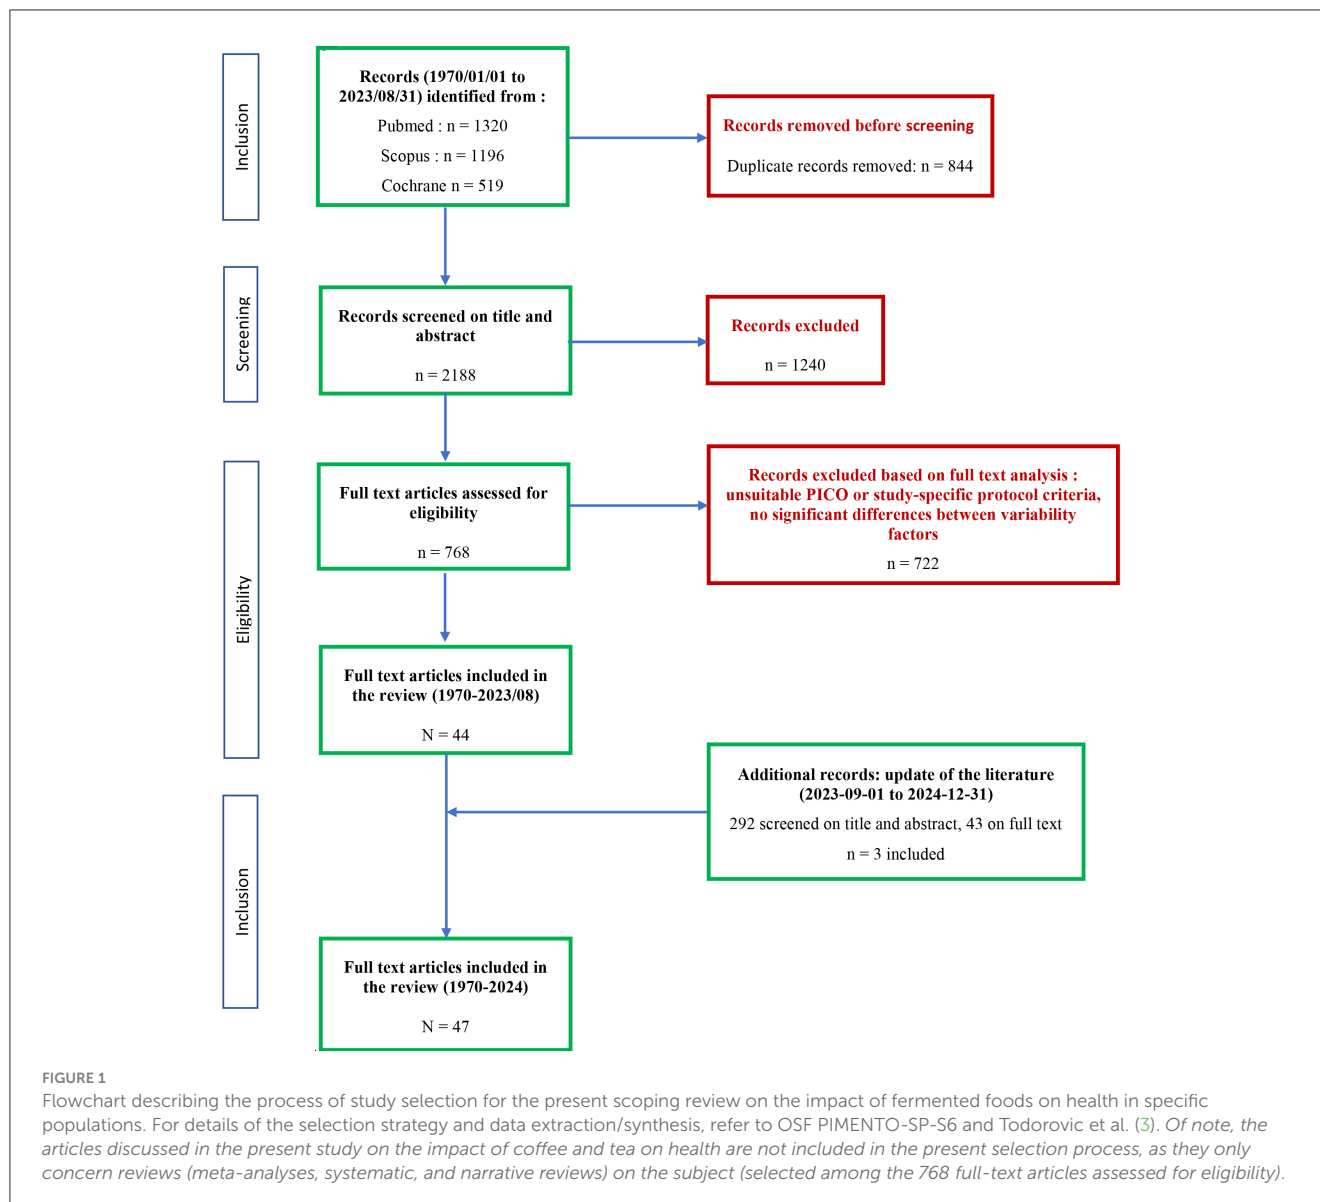 Inclusion
Records (1970/01/01 to
2023/08/31) identified from :
Pubmed : n = 1320
Scopus : n = 1196
Cochrane n = 519
Records removed before screening
Duplicate records removed: n = 844
Screening
Records screened on title and
abstract
n = 2188
Records excluded
n = 1240
Eligibility
Full text articles assessed for
eligibility
n = 768
Records excluded based on full text analysis :
unsuitable PICO or study-specific protocol criteria,
no significant differences between variability
factors
n = 722
Full text articles included in
the review (1970-2023/08)
N = 44
Additional records: update of the literature
(2023-09-01 to 2024-12-31)
292 screened on title and abstract, 43 on full text
n = 3 included
Inclusion
Full text articles included in
the review (1970-2024)
N = 47
FIGURE 1
Flowchart describing the process of study selection for the present scoping review on the impact of fermented foods on health in specific
populations. For details of the selection strategy and data extraction/synthesis, refer to OSF PIMENTO-SP-S6 and Todorovic et al. (3). Of note, the
articles discussed in the present study on the impact of coffee and tea on health are not included in the present selection process, as they only
concern reviews (meta-analyses, systematic, and narrative reviews) on the subject (selected among the 768 full-text articles assessed for eligibility).